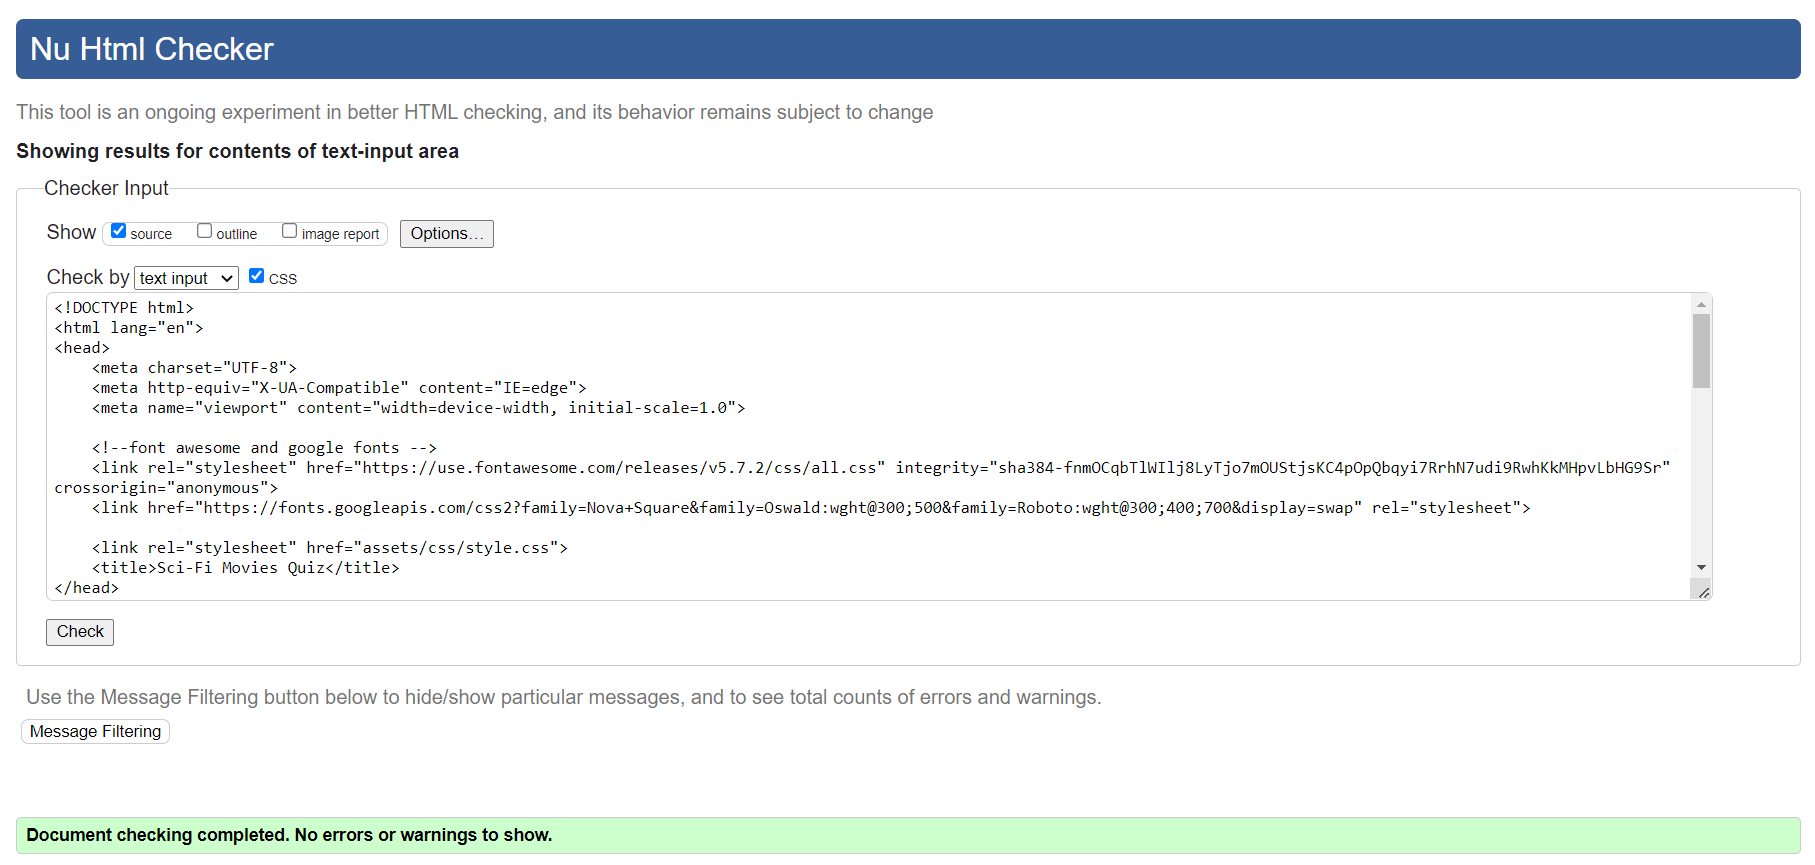 Nu Html Checker
This tool is an ongoing experiment in better HTML checking, and its behavior remains subject to change
Showing results for contents of text-input area
Checker Input
Show source outline image report Options...
Check by text input CSS
<!DOCTYPE html>
<html lang="en">
<head>
    <meta charset="UTF-8">
    <meta http-equiv="X-UA-Compatible" content="IE=edge">
    <meta name="viewport" content="width=device-width, initial-scale=1.0">
    <!--font awesome and google fonts -->
    <link rel="stylesheet" href="https://use.fontawesome.com/releases/v5.7.2/css/all.css" integrity="sha384-fnmOCqbTlWIlj8LyTjo7mOUStjsKC4pOpQbqyi7RrhN7udi9RwhKkMHpvLbHG9Sr"
crossorigin="anonymous">
    <link href="https://fonts.googleapis.com/css2?family=Nova+Square&family=Oswald:wght@300;500&family=Roboto:wght@300;400;700&display=swap" rel="stylesheet">
    <link rel="stylesheet" href="assets/css/style.css">
    <title>Sci-Fi Movies Quiz</title>
</head>
Check
Use the Message Filtering button below to hide/show particular messages, and to see total counts of errors and warnings.
Message Filtering
Document checking completed. No errors or warnings to show.